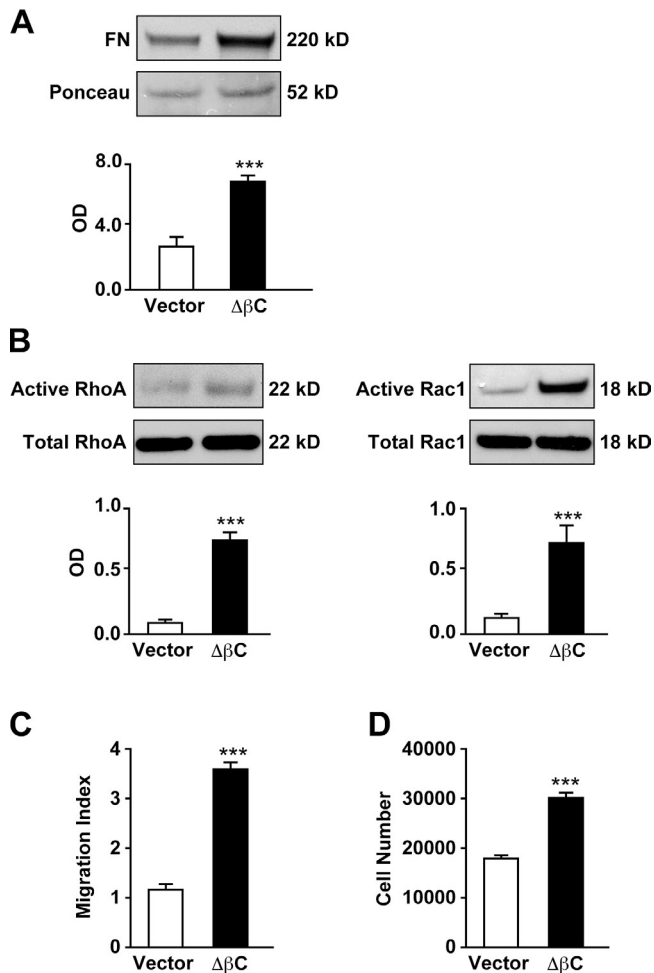 A
FN 220 kD
Ponceau 52 kD
8.0
***
4.0
OD
0.0
Vector ΔβC
B
Active RhoA 22 kD Active Rac1 18 kD
Total RhoA 22 kD Total Rac1 18 kD
1.0 1.0
*** ***
0.5 0.5
OD
0.0 0.0
Vector ΔβC Vector ΔβC
C D
4 40000
*** ***
3 30000
2 20000
Migration Index Cell Number
1 10000
0 0
Vector ΔβC Vector ΔβC